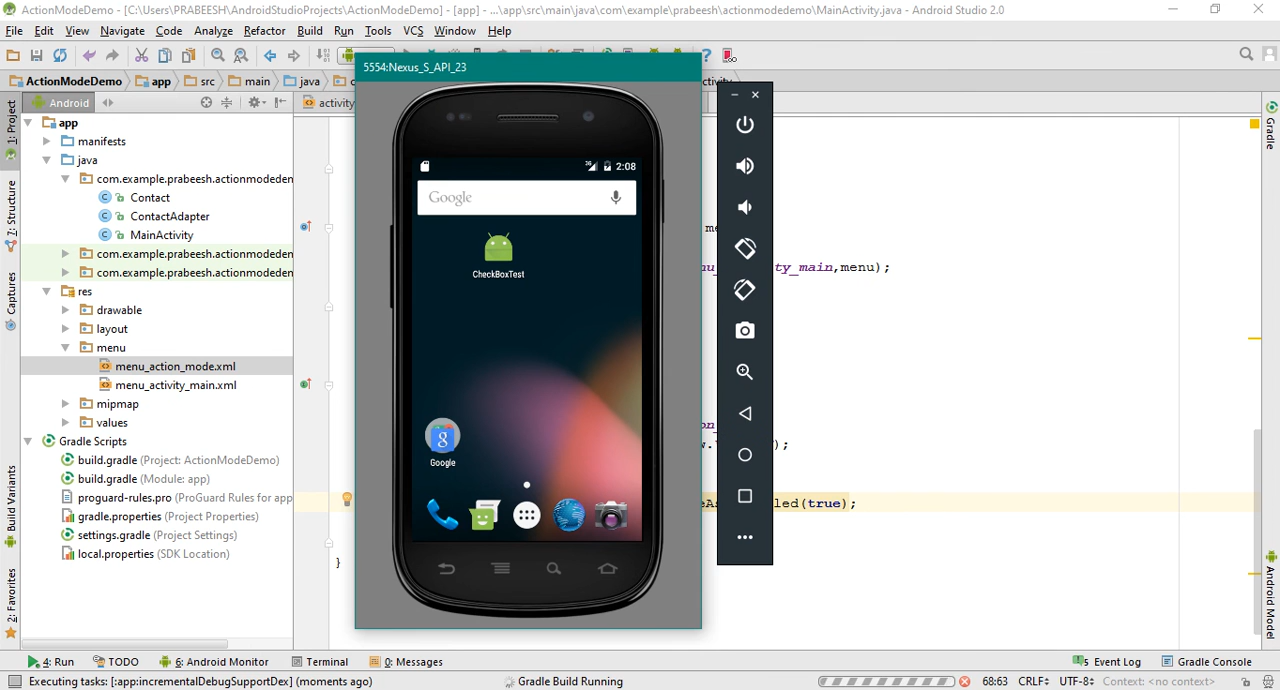 ActionModeDemo - [C:\Users\PRABEESH\AndroidStudioProjects\ActionModeDemo] - [app] - ...\app\src\main\java\com\example\prabeesh\actionmodedemo\MainActivity.java - Android Studio 2.0
File Edit View Navigate Code Analyze Refactor Build Run Tools VCS Window Help
ActionModeDemo app src main java
Android
activity
1: Project
Z: Structure
Captures
Build Variants
2: Favorites
app
manifests
java
com.example.prabeesh.actionmodeden
Contact
ContactAdapter
MainActivity
com.example.prabeesh.actionmodeden
com.example.prabeesh.actionmodeden
res
drawable
layout
menu
menu_action_mode.xml
menu_activity_main.xml
mipmap
values
Gradle Scripts
build.gradle (Project: ActionModeDemo)
build.gradle (Module: app)
proguard-rules.pro (ProGuard Rules for app
gradle.properties (Project Properties)
settings.gradle (Project Settings)
local.properties (SDK Location)
5554:Nexus_S_API_23
2:08
Google
CheckBoxTest
Google
ty_main,menu);
led(true);
}
Gradle
Android Model
4: Run TODO 6: Android Monitor Terminal 0: Messages Event Log Gradle Console
Executing tasks: [:app:incrementalDebugSupportDex] (moments ago) Gradle Build Running 68:63 CRLF÷ UTF-8÷ Context: <no context>